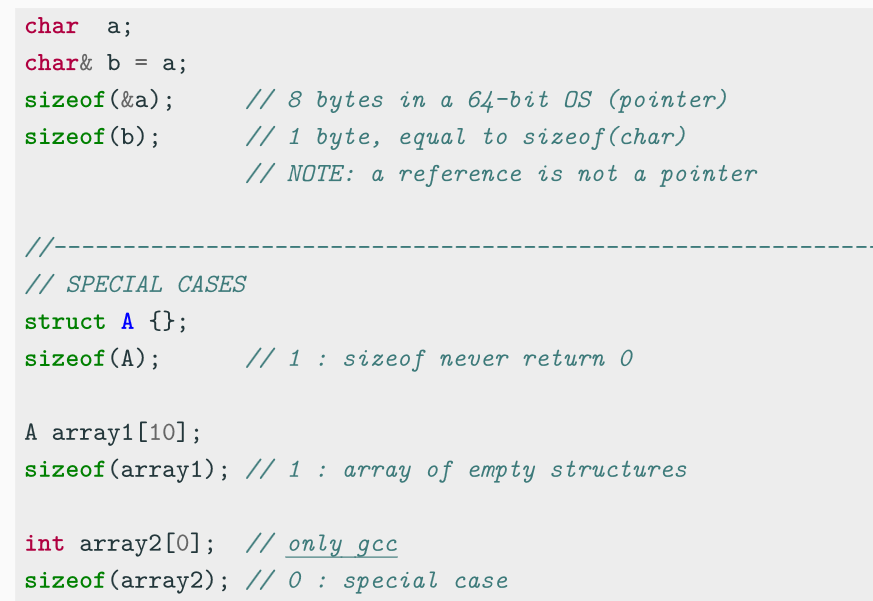 char  a;
char& b = a;
sizeof(&a);      // 8 bytes in a 64-bit OS (pointer)
sizeof(b);       // 1 byte, equal to sizeof(char)
                 // NOTE: a reference is not a pointer
//------------------------------------------------------------
// SPECIAL CASES
struct A {};
sizeof(A);       // 1 : sizeof never return 0
A array1[10];
sizeof(array1); // 1 : array of empty structures
int array2[0];  // only gcc
sizeof(array2); // 0 : special case